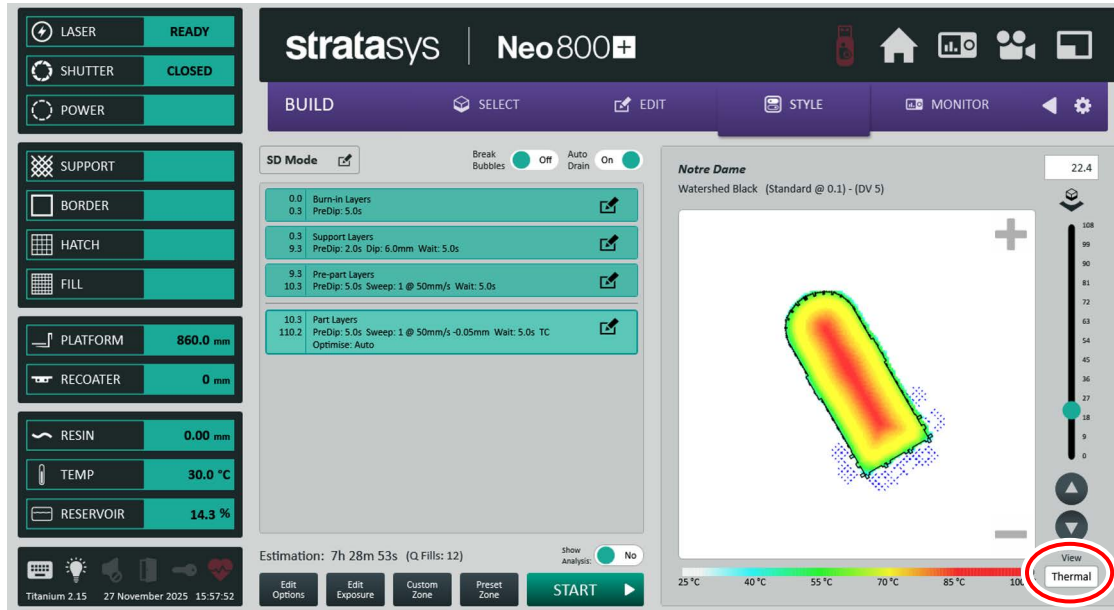 LASER READY
SHUTTER CLOSED
POWER
SUPPORT
BORDER
HATCH
FILL
PLATFORM 860.0 mm
RECOATER 0 mm
RESIN 0.00 mm
TEMP 30.0 °C
RESERVOIR 14.3 %
Titanium 2.15 27 November 2025 15:57:52
stratasys Neo800+
BUILD SELECT EDIT STYLE MONITOR
SD Mode
Break Bubbles Off
Auto Drain On
0.0 Burn-in Layers
0.3 PreDip: 5.0s
0.3 Support Layers
9.3 PreDip: 2.0s Dip: 6.0mm Wait: 5.0s
9.3 Pre-part Layers
10.3 PreDip: 5.0s Sweep: 1 @ 50mm/s Wait: 5.0s
10.3 Part Layers
110.2 PreDip: 5.0s Sweep: 1 @ 50mm/s -0.05mm Wait: 5.0s TC
Optimise: Auto
Estimation: 7h 28m 53s (Q Fills: 12)
Show Analysis: No
Edit Options
Edit Exposure
Custom Zone
Preset Zone
START
Notre Dame
Watershed Black (Standard @ 0.1) - (DV 5)
25 °C 40 °C 55 °C 70 °C 85 °C
22.4
108
99
90
81
72
63
54
45
36
27
18
9
0
View
Thermal